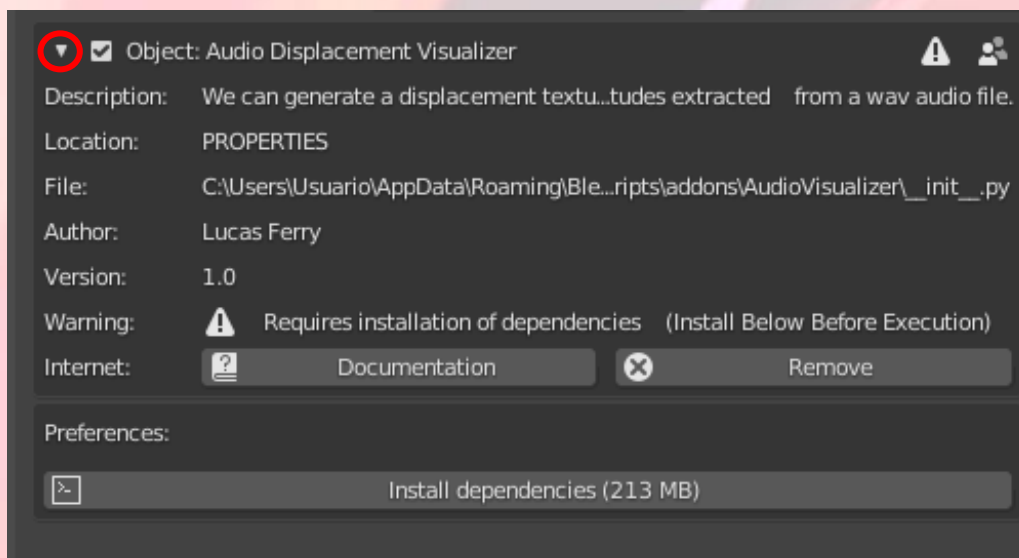 Object: Audio Displacement Visualizer
Description: We can generate a displacement textu...tudes extracted from a wav audio file.
Location: PROPERTIES
File: C:\Users\Usuario\AppData\Roaming\Ble...ripts\addons\AudioVisualizer\__init__.py
Author: Lucas Ferry
Version: 1.0
Warning: Requires installation of dependencies (Install Below Before Execution)
Internet: Documentation Remove
Preferences:
Install dependencies (213 MB)